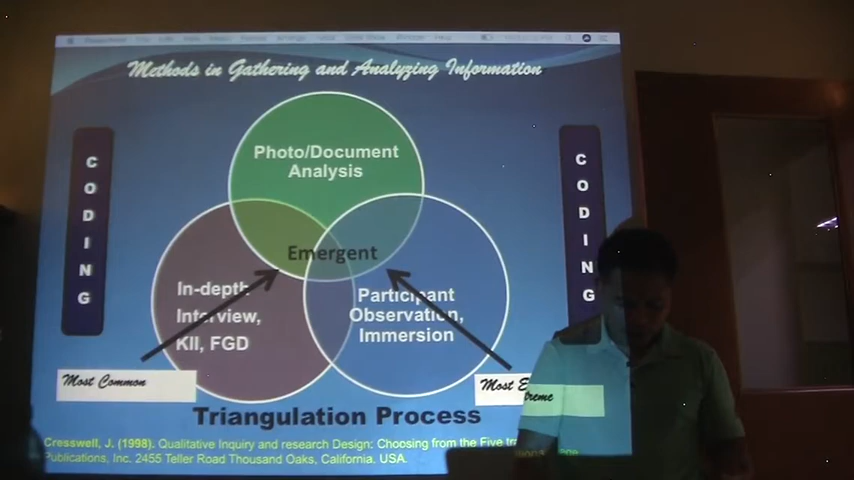 Methods in Gathering and Analyzing Information
Photo/Document
Analysis
C
O
D
I
N
G
C
O
D
I
N
G
Emergent
In-depth
Interview,
KII, FGD
Participant
Observation,
Immersion
Most Common
Most Extreme
Triangulation Process
Cresswell, J. (1998). Qualitative Inquiry and research Design: Choosing from the Five
Publications, Inc. 2455 Teller Road Thousand Oaks, California. USA.